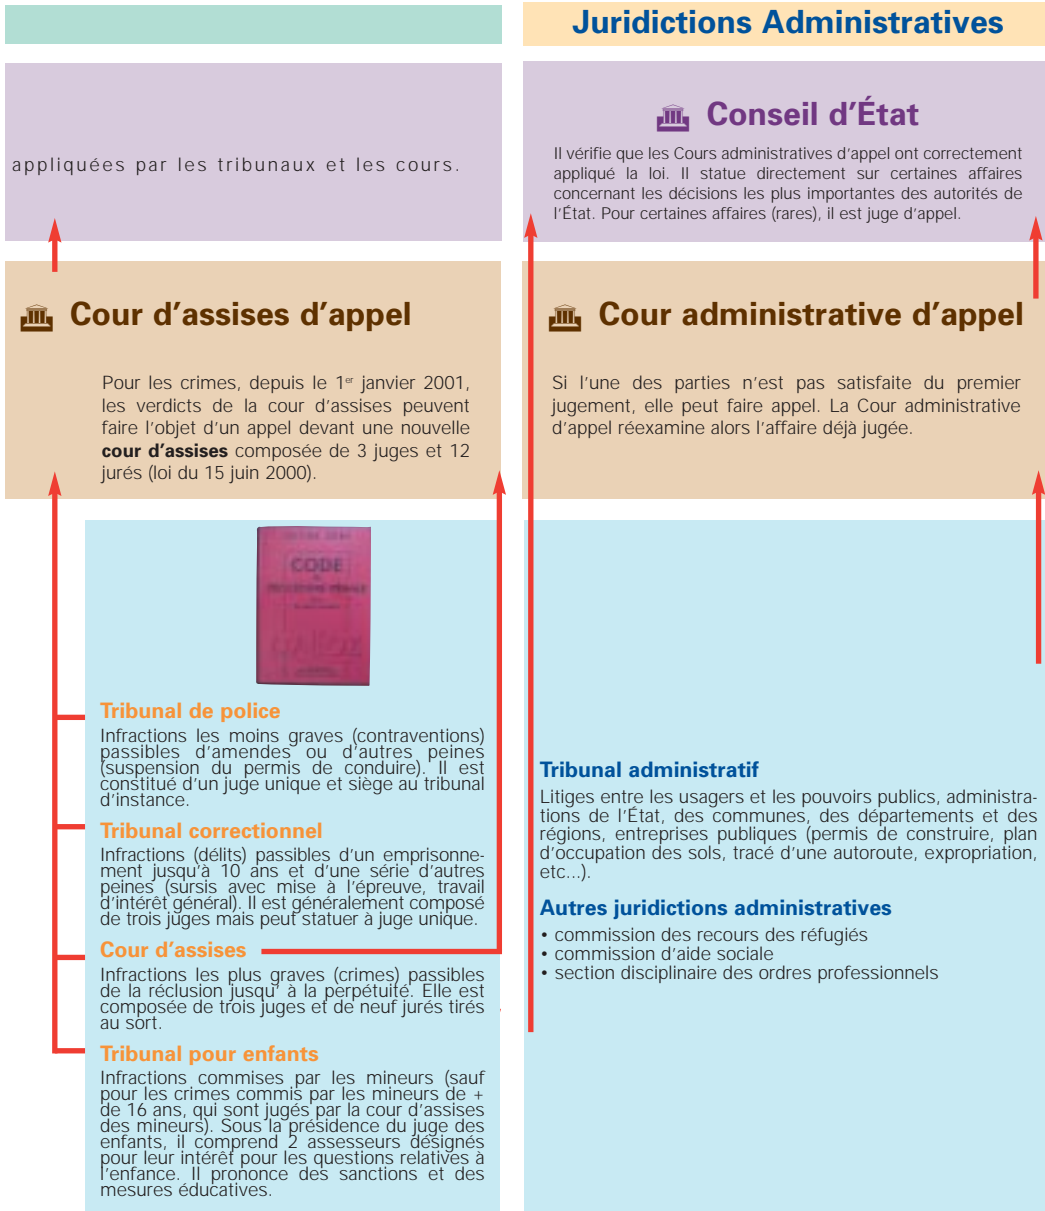 Juridictions Administratives
appliquées par les tribunaux et les cours.
Conseil d'État
Il vérifie que les Cours administratives d'appel ont correctement
appliqué la loi. Il statue directement sur certaines affaires
concernant les décisions les plus importantes des autorités de
l'État. Pour certaines affaires (rares), il est juge d'appel.
Cour d'assises d'appel
Pour les crimes, depuis le 1er janvier 2001,
les verdicts de la cour d'assises peuvent
faire l'objet d'un appel devant une nouvelle
cour d'assises composée de 3 juges et 12
jurés (loi du 15 juin 2000).
Cour administrative d'appel
Si l'une des parties n'est pas satisfaite du premier
jugement, elle peut faire appel. La Cour administrative
d'appel réexamine alors l'affaire déjà jugée.
CODE
Tribunal de police
Infractions les moins graves (contraventions)
passibles d'amendes ou d'autres peines
(suspension du permis de conduire). Il est
constitué d'un juge unique et siège au tribunal
d'instance.
Tribunal correctionnel
Infractions (délits) passibles d'un emprisonne-
ment jusqu'à 10 ans et d'une série d'autres
peines (sursis avec mise à l'épreuve, travail
d'intérêt général). Il est généralement composé
de trois juges mais peut statuer à juge unique.
Cour d'assises
Infractions les plus graves (crimes) passibles
de la réclusion jusqu' à la perpétuité. Elle est
composée de trois juges et de neuf jurés tirés
au sort.
Tribunal pour enfants
Infractions commises par les mineurs (sauf
pour les crimes commis par les mineurs de +
de 16 ans, qui sont jugés par la cour d'assises
des mineurs). Sous la présidence du juge des
enfants, il comprend 2 assesseurs désignés
pour leur intérêt pour les questions relatives à
l'enfance. Il prononce des sanctions et des
mesures éducatives.
Tribunal administratif
Litiges entre les usagers et les pouvoirs publics, administra-
tions de l'État, des communes, des départements et des
régions, entreprises publiques (permis de construire, plan
d'occupation des sols, tracé d'une autoroute, expropriation,
etc...).
Autres juridictions administratives
• commission des recours des réfugiés
• commission d'aide sociale
• section disciplinaire des ordres professionnels